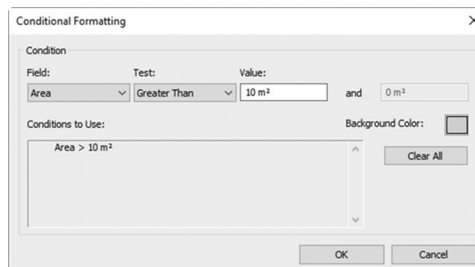 Conditional Formatting
Condition
Field: Test: Value:
Area Greater Than 10 m² and 0 m²
Conditions to Use: Background Color:
Area > 10 m²
Clear All
OK Cancel